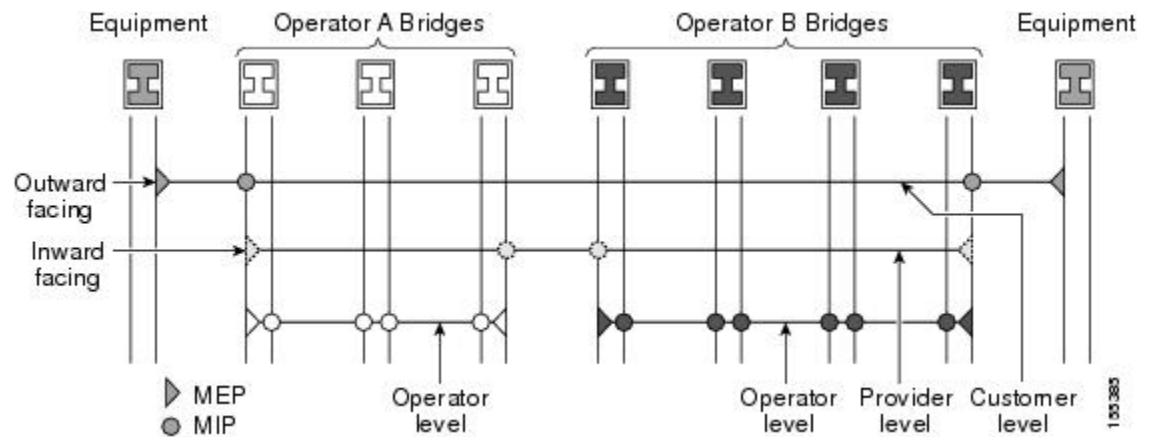 Equipment
Operator A Bridges
Operator B Bridges
Equipment
Outward
facing
Inward
facing
MEP
MIP
Operator
level
Operator
level
Provider
level
Customer
level
155385